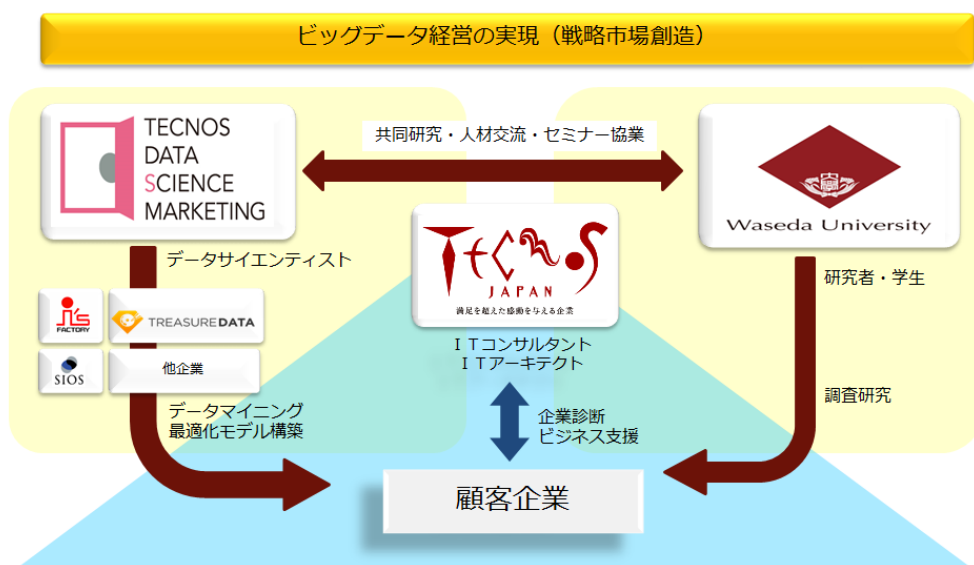 ビッグデータ経営の実現（戦略市場創造）
TECNOS
DATA
SCIENCE
MARKETING
共同研究・人材交流・セミナー協業
Waseda University
TECNOS
JAPAN
満足を超えた感動を与える企業
データサイエンティスト
研究者・学生
FACTORY
TREASURE DATA
SIOS
他企業
ＩＴコンサルタント
ＩＴアーキテクト
データマイニング
最適化モデル構築
企業診断
ビジネス支援
調査研究
顧客企業